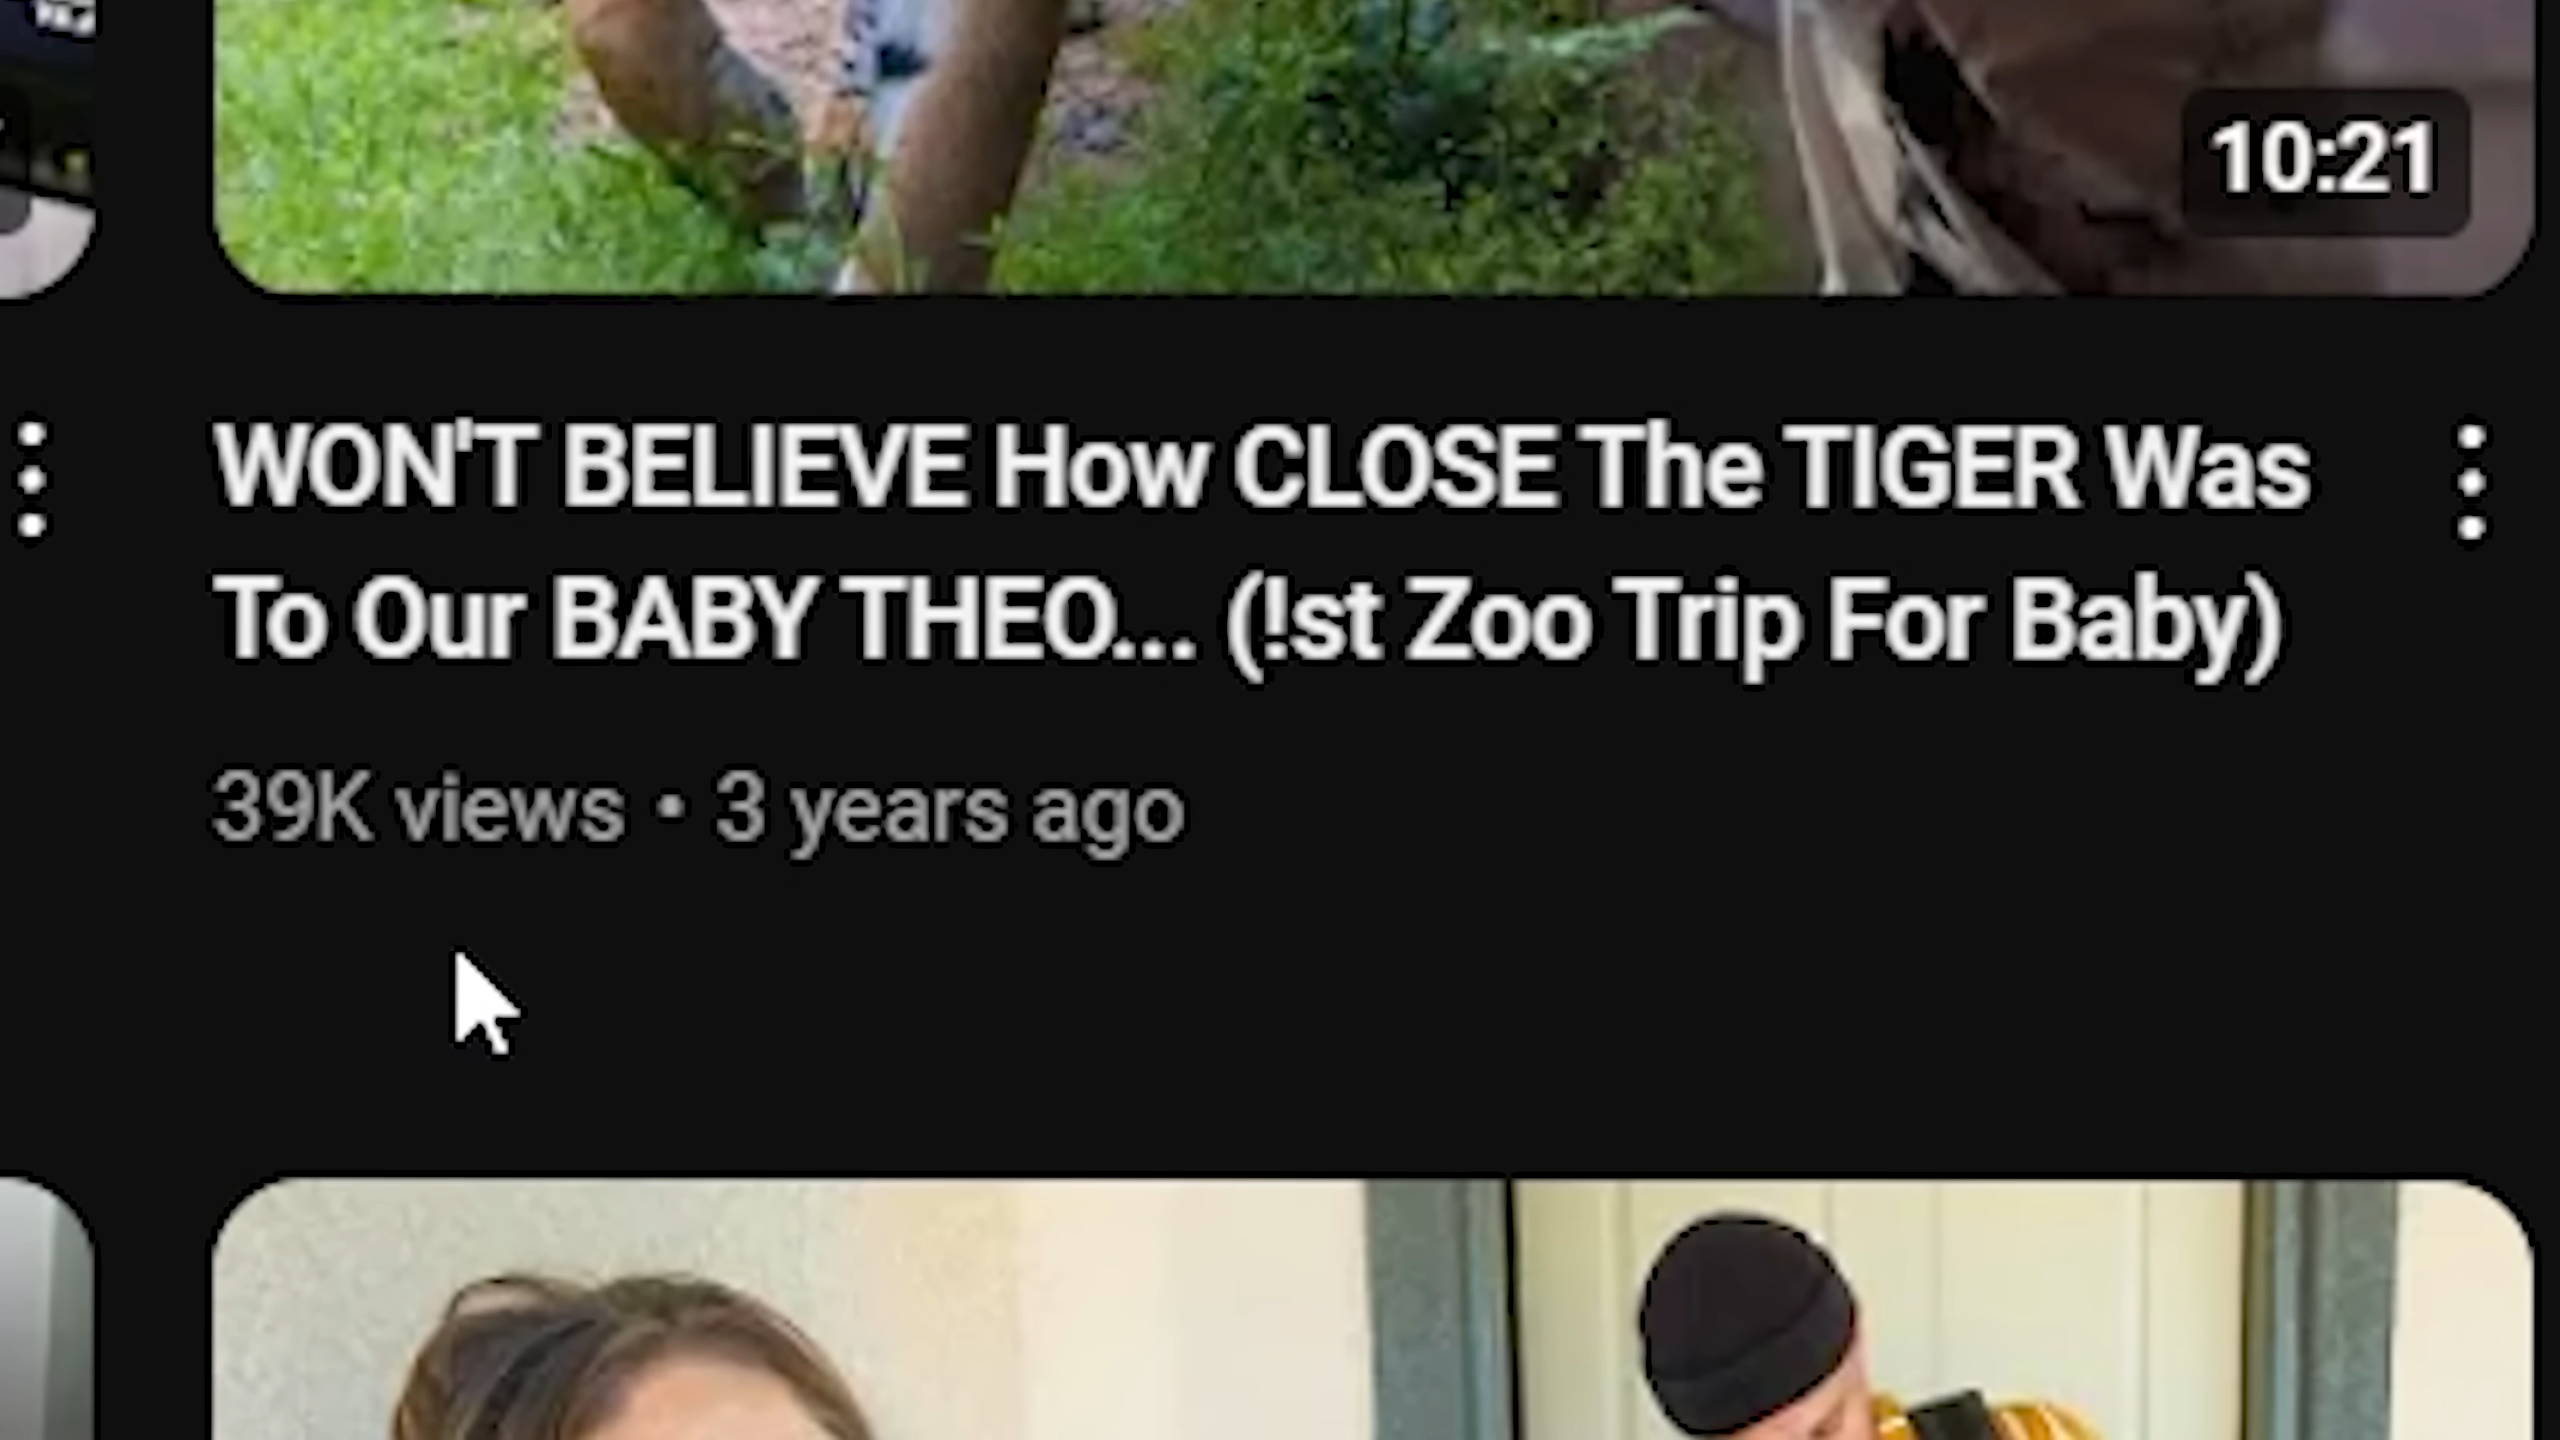 10:21
WON'T BELIEVE How CLOSE The TIGER Was
To Our BABY THEO... (!st Zoo Trip For Baby)
39K views • 3 years ago